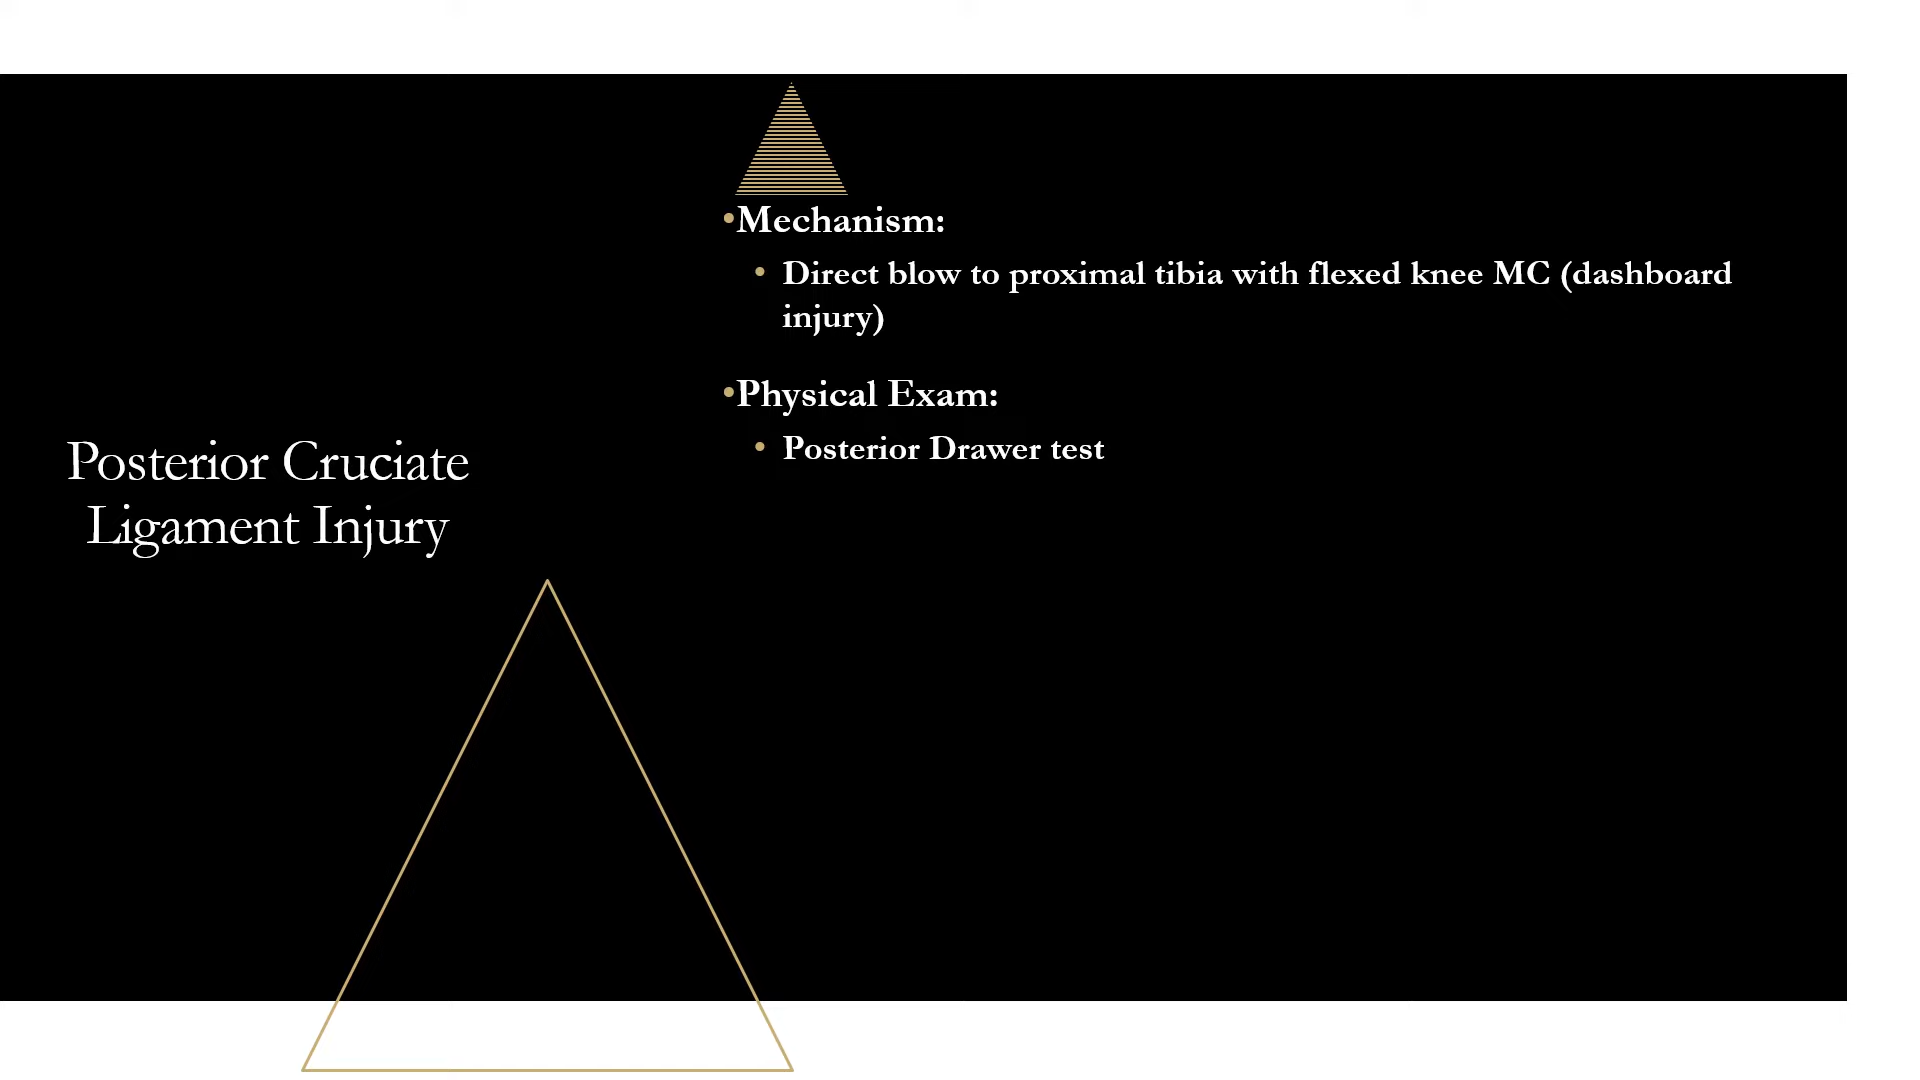 Posterior Cruciate
Ligament Injury
•Mechanism:
• Direct blow to proximal tibia with flexed knee MC (dashboard
injury)
•Physical Exam:
• Posterior Drawer test